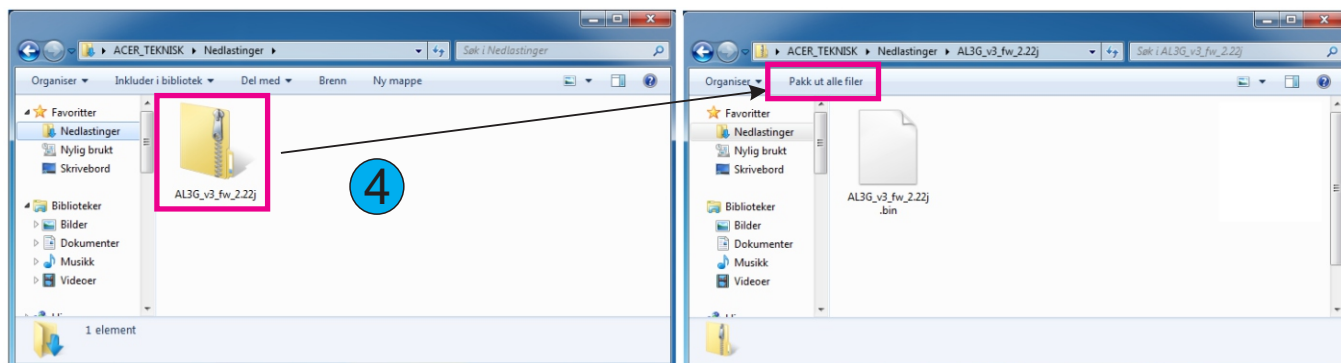 ACER_TEKNISK ▸ Nedlastinger ▸
Søk i Nedlastinger
Organiser
Inkluder i bibliotek
Del med
Brenn
Ny mappe
Favoritter
Nedlastinger
Nylig brukt
Skrivebord
Biblioteker
Bilder
Dokumenter
Musikk
Videoer
AL3G_v3_fw_2.22j
1 element
4
ACER_TEKNISK ▸ Nedlastinger ▸ AL3G_v3_fw_2.22j
Søk i AL3G_v3_fw_2.22j
Organiser
Pakk ut alle filer
Favoritter
Nedlastinger
Nylig brukt
Skrivebord
Biblioteker
Bilder
Dokumenter
Musikk
Videoer
AL3G_v3_fw_2.22j
.bin